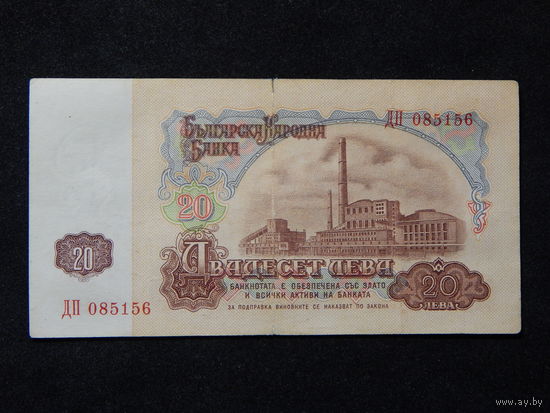 БЪЛГАРСКА НАРОДНА
БАНКА
ДП 085156
20
20
ДВАДЕСЕТ ЛЕВА
БАНКНОТАТА Е ОБЕЗПЕЧЕНА СЪС ЗЛАТО
И ВСИЧКИ АКТИВИ НА БАНКАТА
20
ЛЕВА
ДП 085156
ЗА ПОДПРАВКА ВИНОВНИТЕ СЕ НАКАЗВАТ ПО ЗАКОНА
www.ay.by